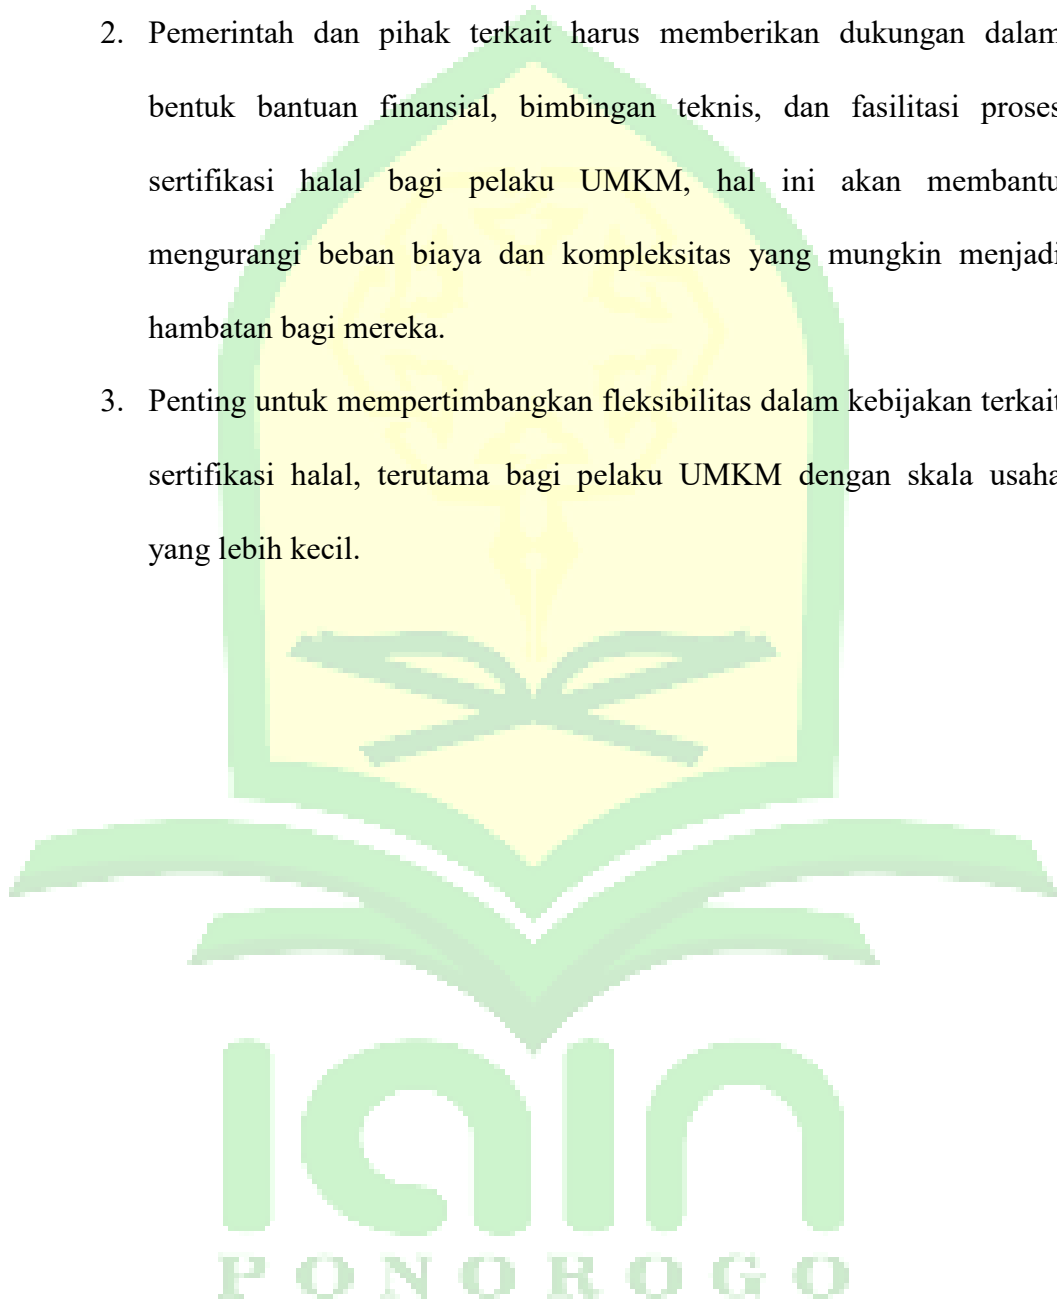 2. Pemerintah dan pihak terkait harus memberikan dukungan dalam
bentuk bantuan finansial, bimbingan teknis, dan fasilitasi proses
sertifikasi halal bagi pelaku UMKM, hal ini akan membantu
mengurangi beban biaya dan kompleksitas yang mungkin menjadi
hambatan bagi mereka.
3. Penting untuk mempertimbangkan fleksibilitas dalam kebijakan terkait
sertifikasi halal, terutama bagi pelaku UMKM dengan skala usaha
yang lebih kecil.
iain
PONOROGO